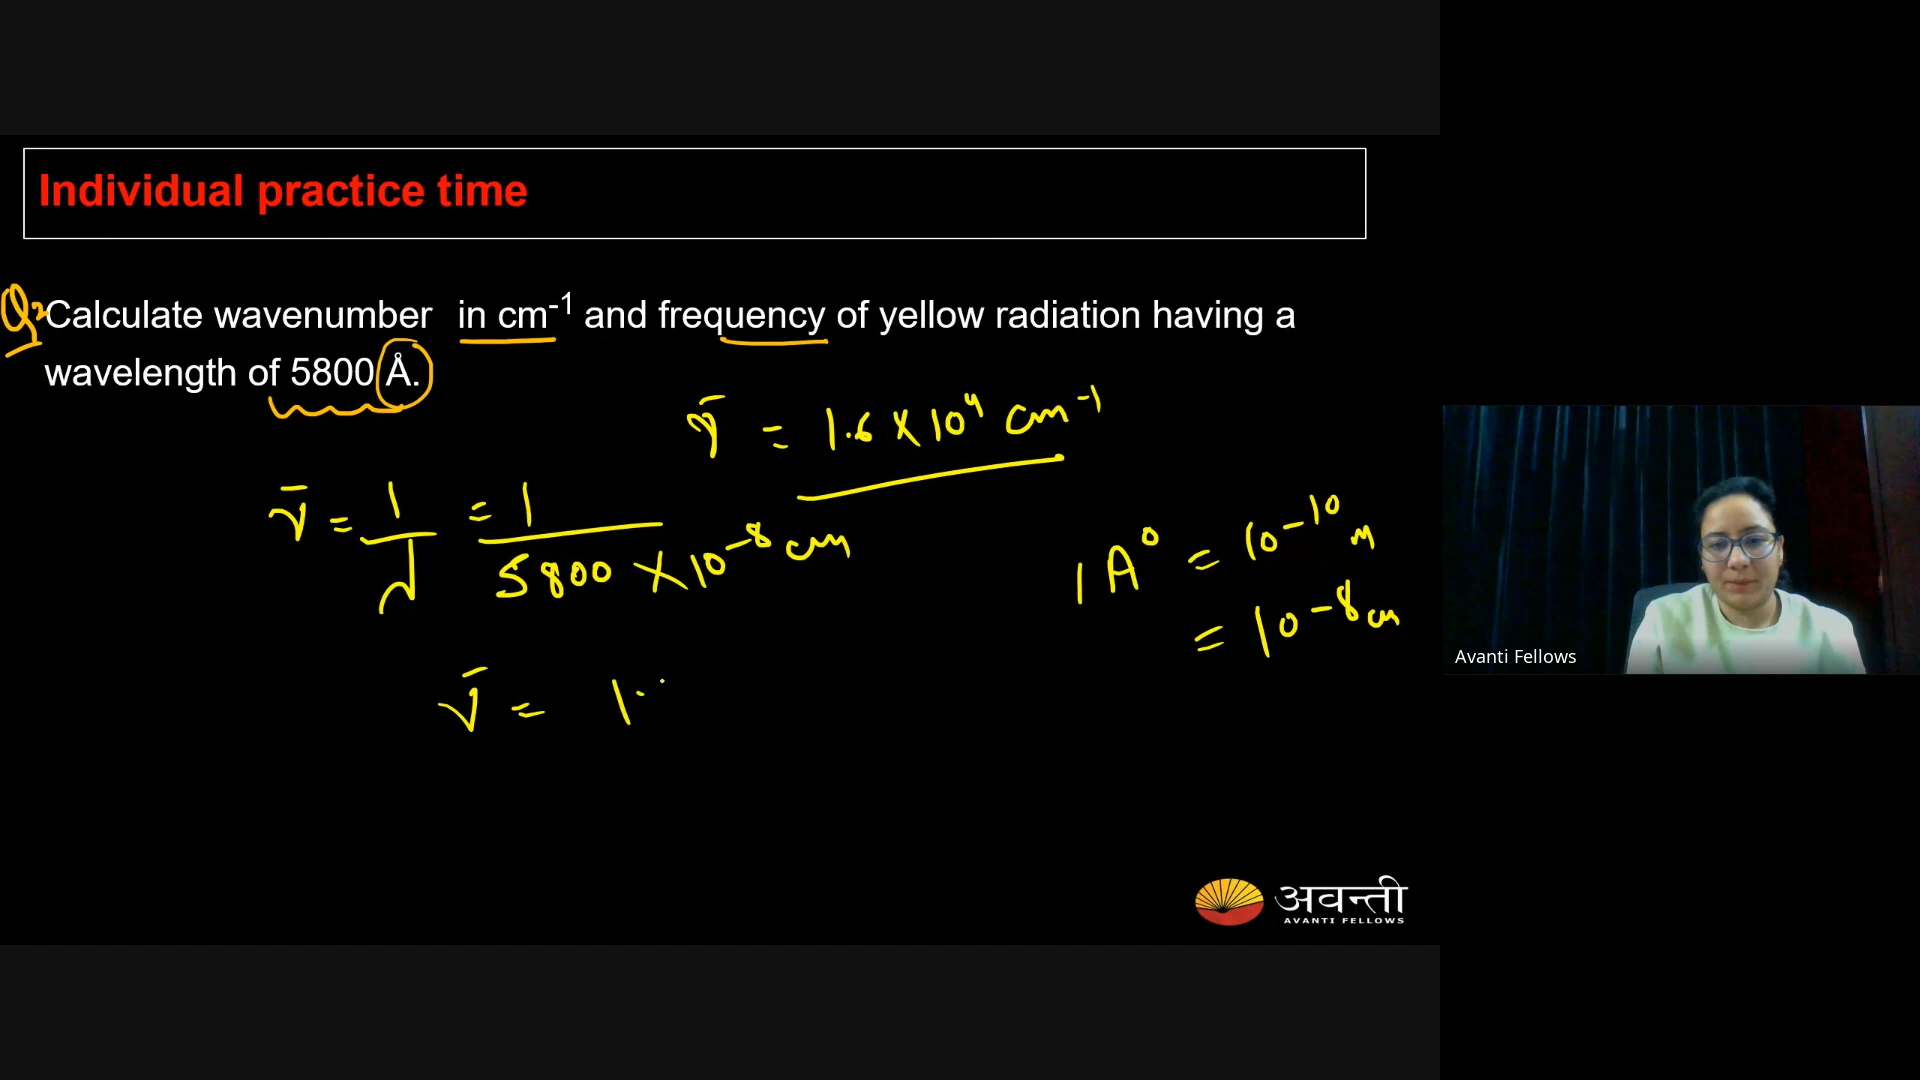 Individual practice time
Q2 Calculate wavenumber in cm⁻¹ and frequency of yellow radiation having a
wavelength of 5800 Å.
ν̄ = 1.6 × 10⁴ cm⁻¹
ν̄ = 1/λ = 1/(5800 × 10⁻⁸ cm)
1 A° = 10⁻¹⁰ m
= 10⁻⁸ cm
ν̄ = 1.
Avanti Fellows
अवन्ती
AVANTI FELLOWS